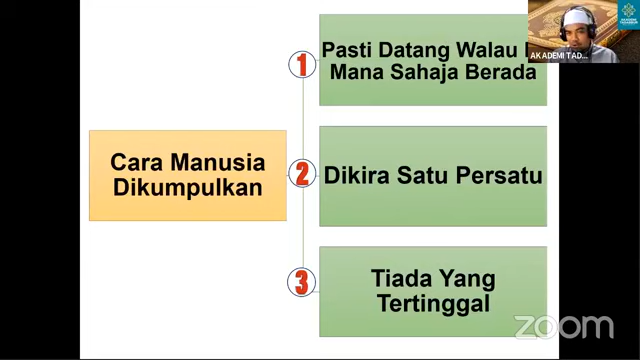 Cara Manusia
Dikumpulkan
1
Pasti Datang Walau
Mana Sahaja Berada
2
Dikira Satu Persatu
3
Tiada Yang
Tertinggal
AKADEMI TAD...
zoom